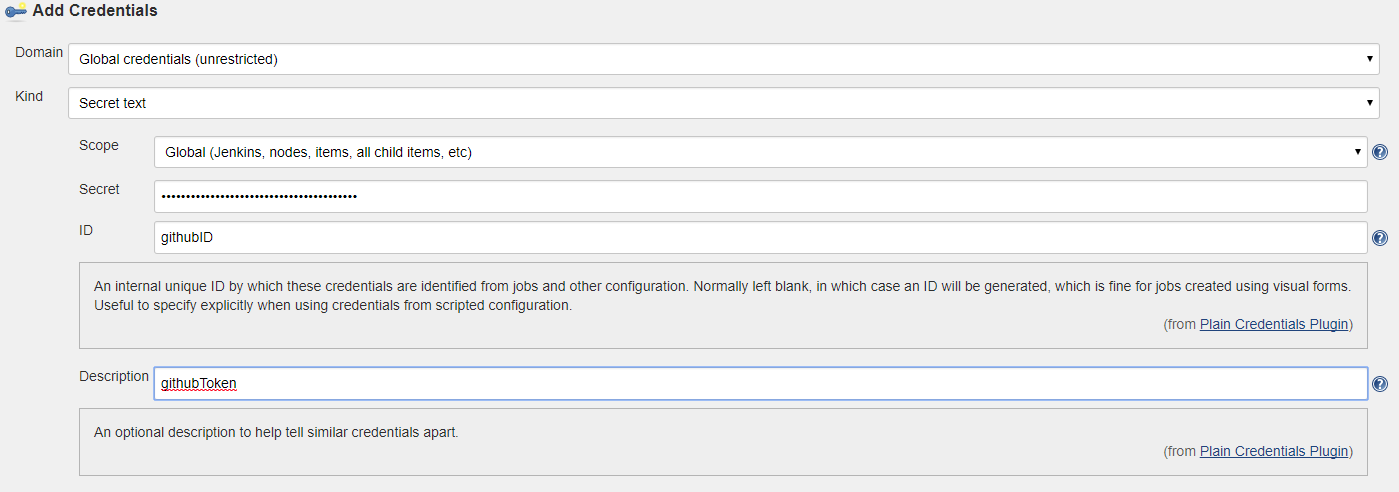 Add Credentials
Domain
Global credentials (unrestricted)
Kind
Secret text
Scope
Global (Jenkins, nodes, items, all child items, etc)
Secret
••••••••••••••••••••••••••••••••••••••••
ID
githubID
An internal unique ID by which these credentials are identified from jobs and other configuration. Normally left blank, in which case an ID will be generated, which is fine for jobs created using visual forms.
Useful to specify explicitly when using credentials from scripted configuration.
(from Plain Credentials Plugin)
Description
githubToken
An optional description to help tell similar credentials apart.
(from Plain Credentials Plugin)